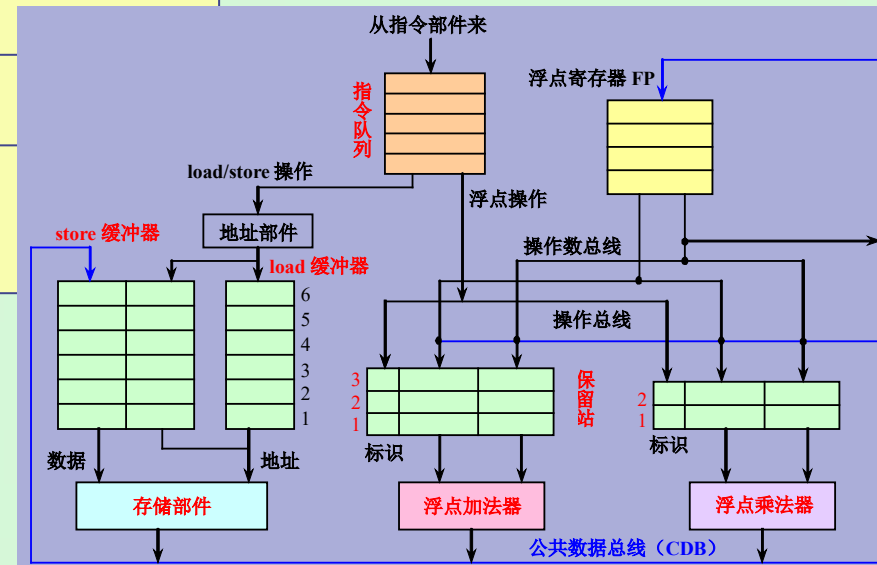 从指令部件来
浮点寄存器 FP
指令队列
load/store 操作
浮点操作
地址部件
store 缓冲器
操作数总线
load 缓冲器
6
5
4
3
2
1
操作总线
3
2
1
保留站
2
1
标识
标识
数据
地址
存储部件
浮点加法器
浮点乘法器
公共数据总线（CDB）